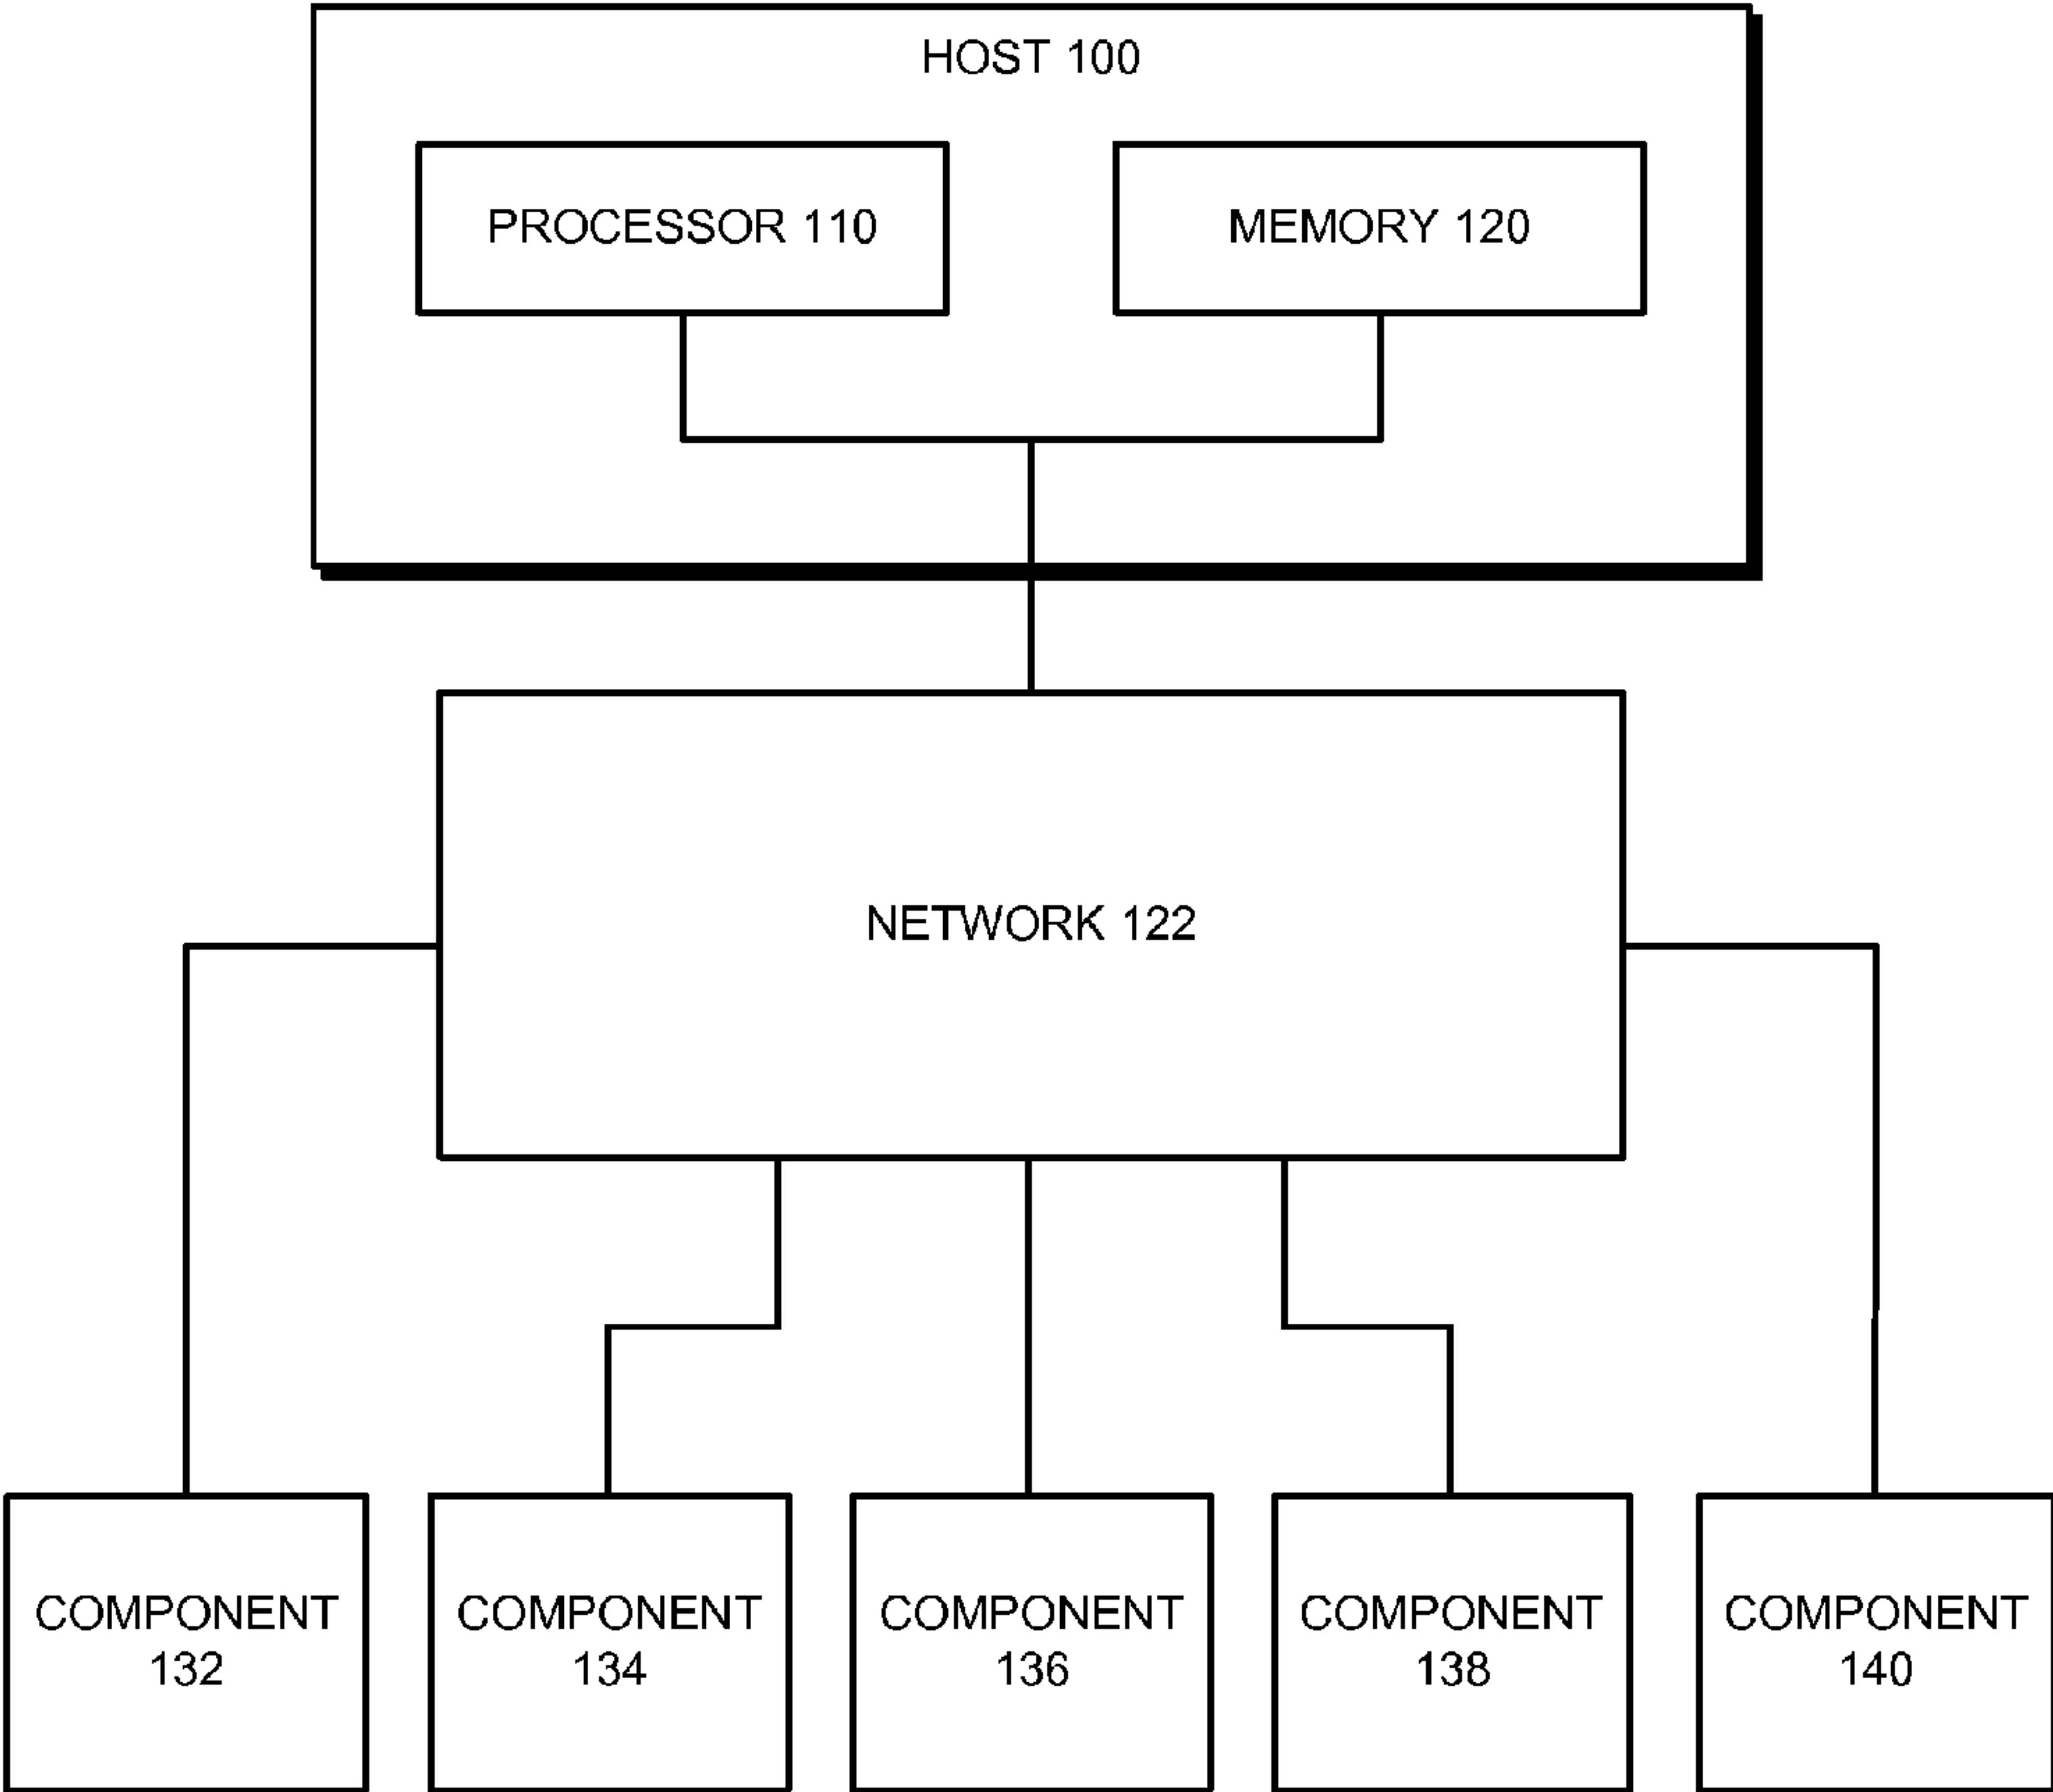 HOST 100
PROCESSOR 110
MEMORY 120
NETWORK 122
COMPONENT
132
COMPONENT
134
COMPONENT
136
COMPONENT
138
COMPONENT
140